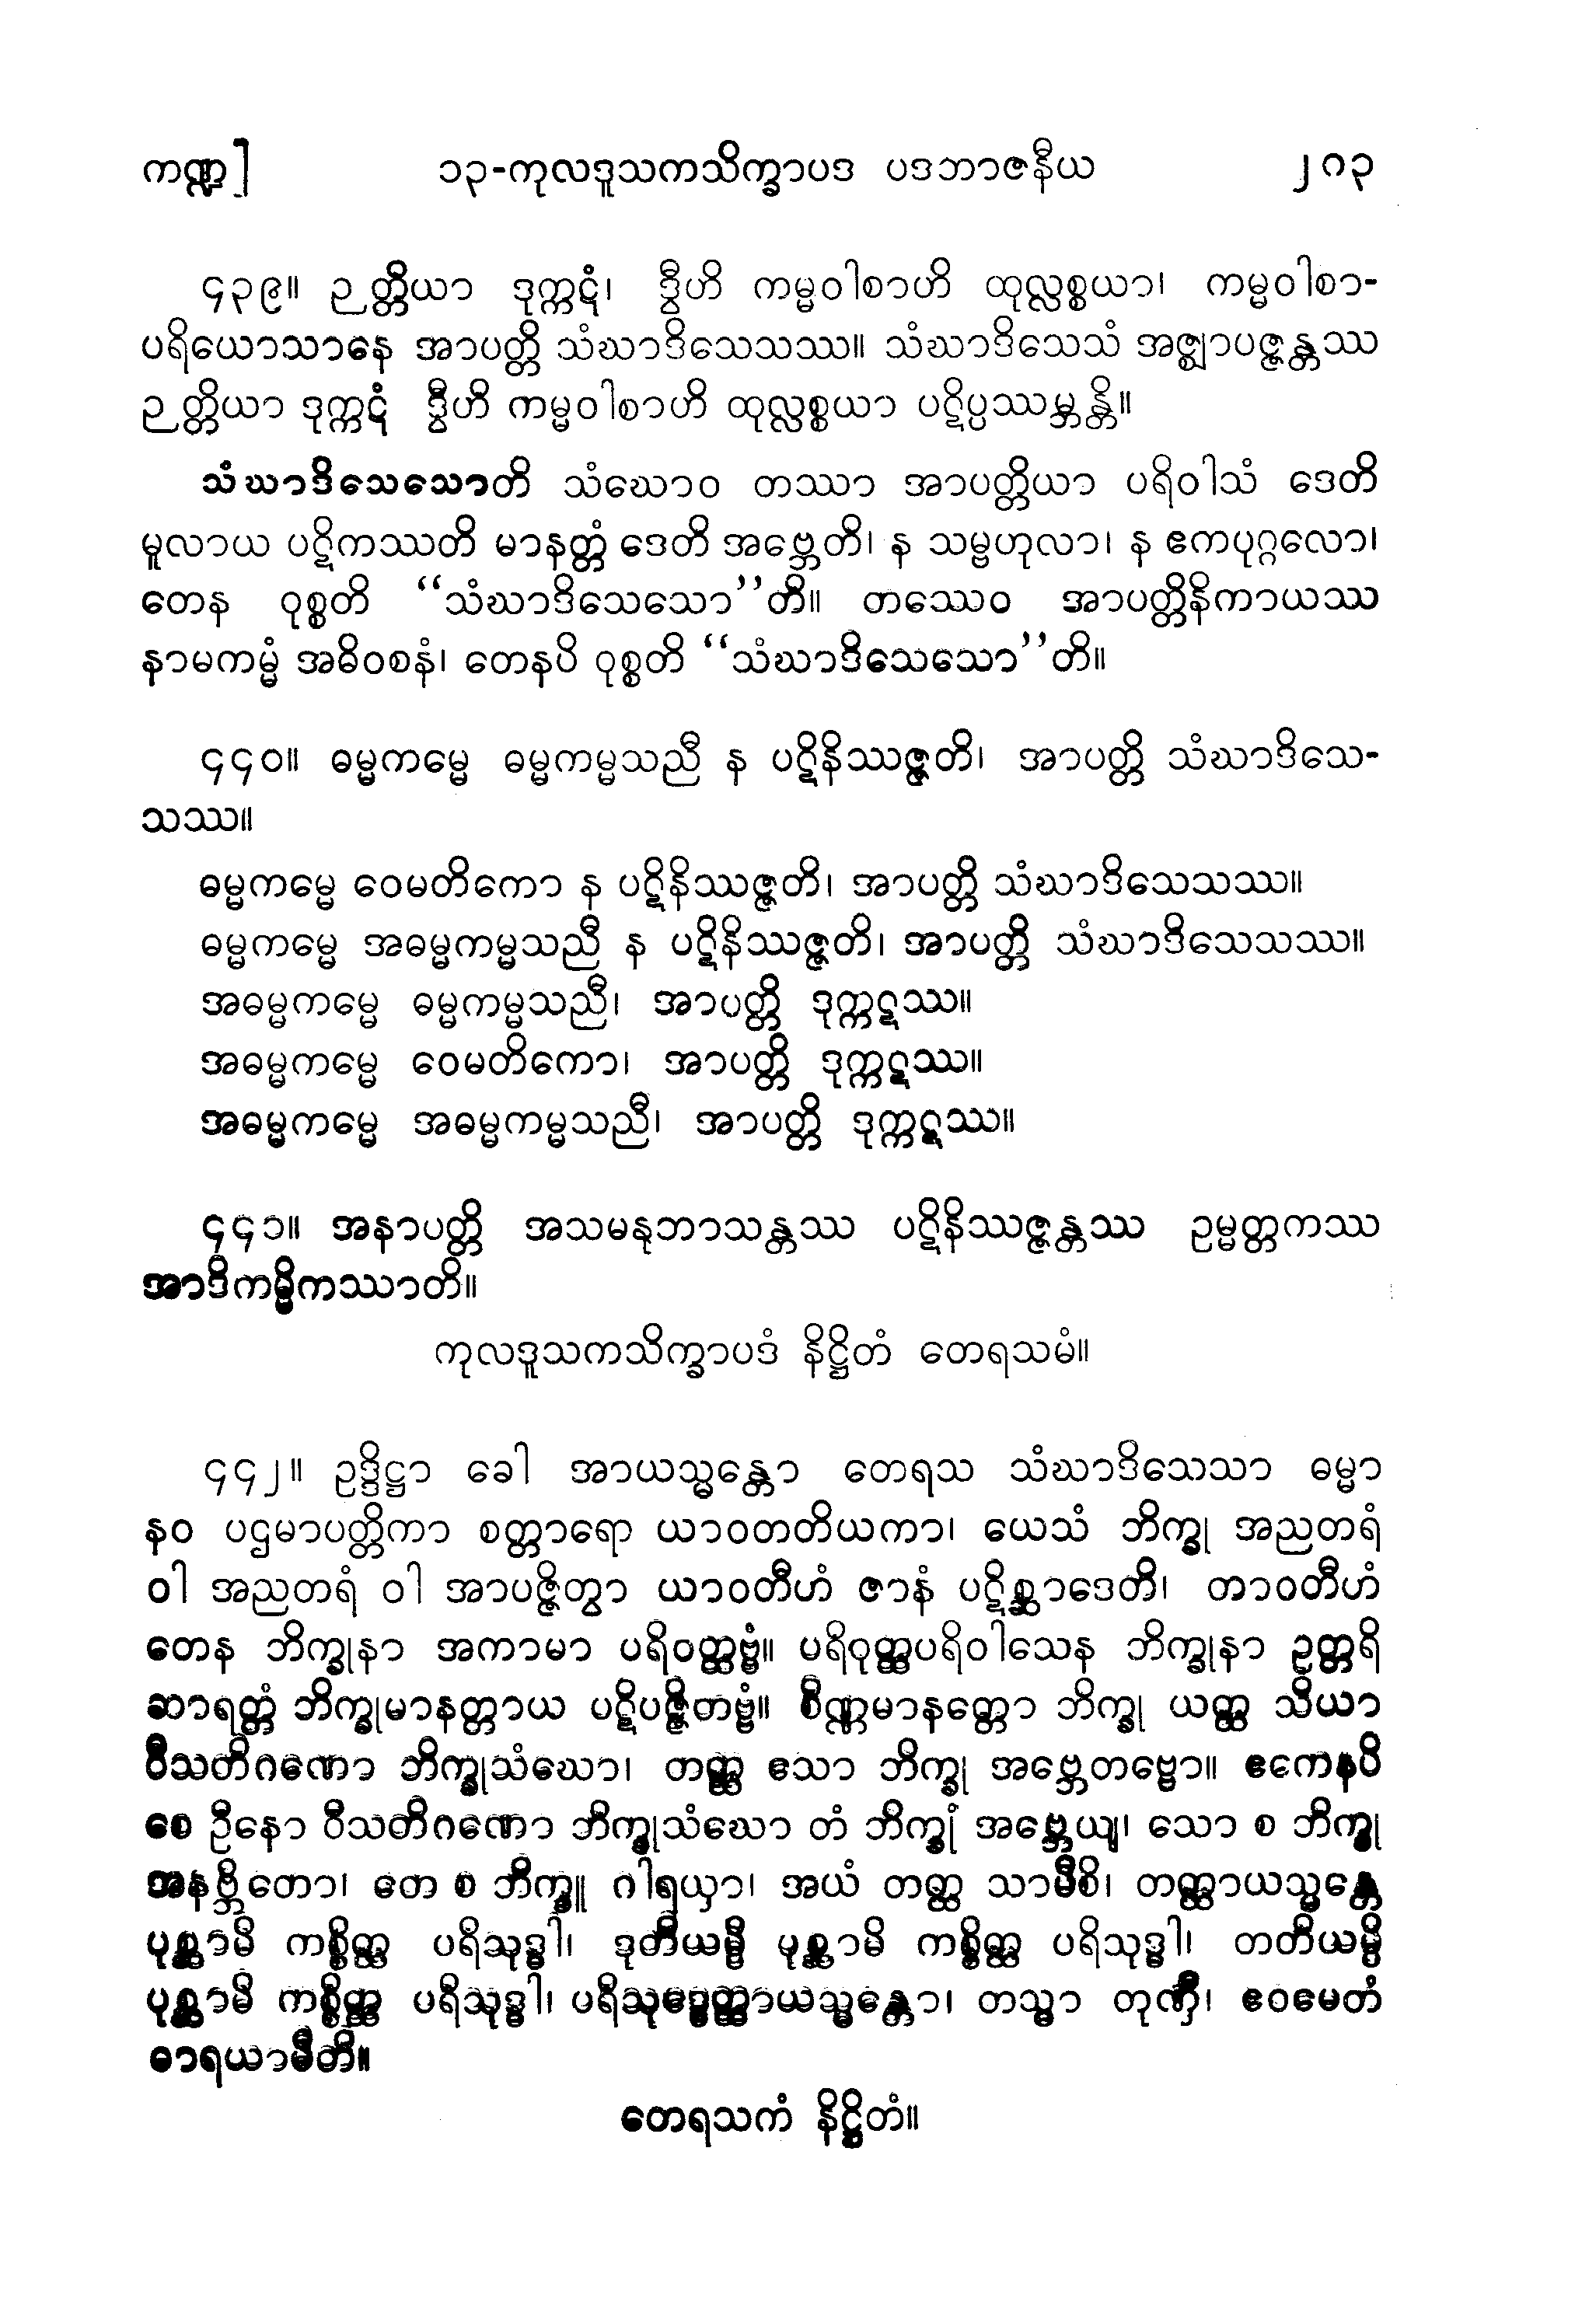 ကဏ္ဍ] ၁၃-ကုလဒူသကသိက္ခာပဒ ပဒဘာဇနီယ ၂၈၃
၄၃၉။ ဉတ္တိယာ ဒုက္ကဋံ၊ ဒွီဟိ ကမ္မဝါစာဟိ ထုလ္လစ္စယာ၊ ကမ္မဝါစာ-
ပရိယောသာနေ အာပတ္တိ သံဃာဒိသေသဿ။ သံဃာဒိသေသံ အဇ္ဈာပဇ္ဇန္တဿ
ဉတ္တိယာ ဒုက္ကဋံ ဒွီဟိ ကမ္မဝါစာဟိ ထုလ္လစ္စယာ ပဋိပ္ပဿမ္ဘန္တိ။
သံဃာဒိသေသောတိ သံဃောဝ တဿာ အာပတ္တိယာ ပရိဝါသံ ဒေတိ
မူလာယ ပဋိကဿတိ မာနတ္တံ ဒေတိ အဗ္ဘေတိ၊ န သမ္ဗဟုလာ၊ န ဧကပုဂ္ဂလော၊
တေန ဝုစ္စတိ “သံဃာဒိသေသော”တိ။ တဿေဝ အာပတ္တိနိကာယဿ
နာမကမ္မံ အဓိဝစနံ၊ တေနပိ ဝုစ္စတိ “သံဃာဒိသေသော”တိ။
၄၄၀။ ဓမ္မကမ္မေ ဓမ္မကမ္မသညီ န ပဋိနိဿဇ္ဇတိ၊ အာပတ္တိ သံဃာဒိသေ-
သဿ။
ဓမ္မကမ္မေ ဝေမတိကော န ပဋိနိဿဇ္ဇတိ၊ အာပတ္တိ သံဃာဒိသေသဿ။
ဓမ္မကမ္မေ အဓမ္မကမ္မသညီ န ပဋိနိဿဇ္ဇတိ၊ အာပတ္တိ သံဃာဒိသေသဿ။
အဓမ္မကမ္မေ ဓမ္မကမ္မသညီ၊ အာပတ္တိ ဒုက္ကဋဿ။
အဓမ္မကမ္မေ ဝေမတိကော၊ အာပတ္တိ ဒုက္ကဋဿ။
အဓမ္မကမ္မေ အဓမ္မကမ္မသညီ၊ အာပတ္တိ ဒုက္ကဋဿ။
၄၄၁။ အနာပတ္တိ အသမနုဘာသန္တဿ ပဋိနိဿဇ္ဇန္တဿ ဥမ္မတ္တကဿ
အာဒိကမ္မိကဿာတိ။
ကုလဒူသကသိက္ခာပဒံ နိဋ္ဌိတံ တေရသမံ။
၄၄၂။ ဥဒ္ဒိဋ္ဌာ ခေါ အာယသ္မန္တော တေရသ သံဃာဒိသေသာ ဓမ္မာ
နဝ ပဌမာပတ္တိကာ စတ္တာရော ယာဝတတိယကာ၊ ယေသံ ဘိက္ခု အညတရံ
ဝါ အညတရံ ဝါ အာပဇ္ဇိတွာ ယာဝတီဟံ ဇာနံ ပဋိစ္ဆာဒေတိ၊ တာဝတီဟံ
တေန ဘိက္ခုနာ အကာမာ ပရိဝတ္ထဗ္ဗံ။ ပရိဝုတ္ထပရိဝါသေန ဘိက္ခုနာ ဥတ္တရိ
ဆာရတ္တံ ဘိက္ခုမာနတ္တာယ ပဋိပဇ္ဇိတဗ္ဗံ။ စိဏ္ဏမာနတ္တော ဘိက္ခု ယတ္ထ သိယာ
ဝီသတိဂဏော ဘိက္ခုသံဃော၊ တတ္ထ သော ဘိက္ခု အဗ္ဘေတဗ္ဗော။ ဧကေနပိ
စေ ဦနော ဝီသတိဂဏော ဘိက္ခုသံဃော တံ ဘိက္ခုံ အဗ္ဘေယျ၊ သော စ ဘိက္ခု
အနဗ္ဘိတော၊ တေ စ ဘိက္ခူ ဂါရယှာ၊ အယံ တတ္ထ သာမီစိ၊ တတ္ထာယသ္မန္တေ
ပုစ္ဆာမိ ကစ္စိတ္ထ ပရိသုဒ္ဓါ၊ ဒုတိယမ္ပိ ပုစ္ဆာမိ ကစ္စိတ္ထ ပရိသုဒ္ဓါ၊ တတိယမ္ပိ
ပုစ္ဆာမိ ကစ္စိတ္ထ ပရိသုဒ္ဓါ၊ ပရိသုဒ္ဓေတ္ထာယသ္မန္တော၊ တသ္မာ တုဏှီ၊ ဧဝမေတံ
ဓာရယာမီတိ။
တေရသကံ နိဋ္ဌိတံ။